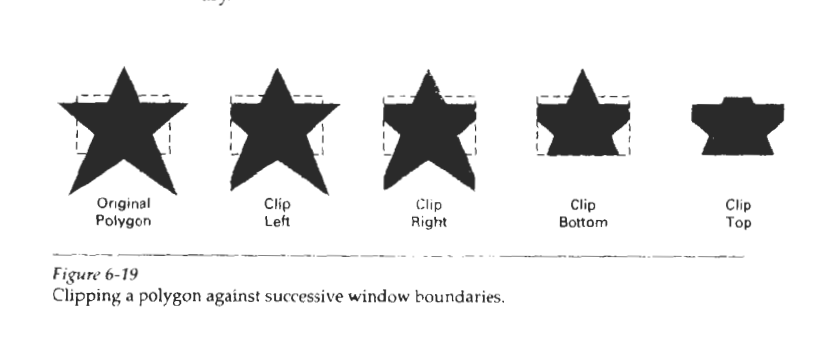 Original
Polygon
Clip
Left
Clip
Right
Clip
Bottom
Clip
Top
Figure 6-19
Clipping a polygon against successive window boundaries.